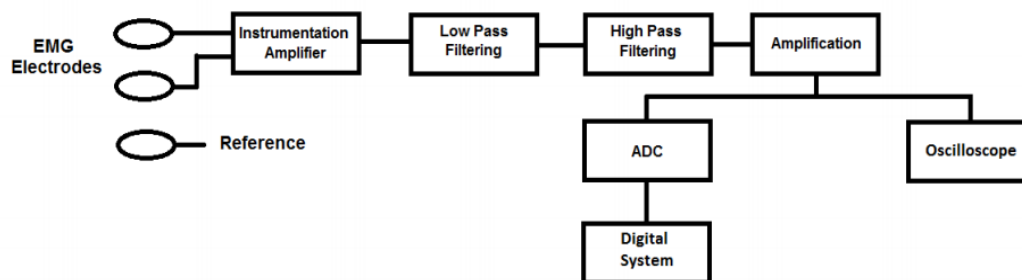 EMG
Electrodes
Instrumentation
Amplifier
Low Pass
Filtering
High Pass
Filtering
Amplification
Reference
ADC
Oscilloscope
Digital
System